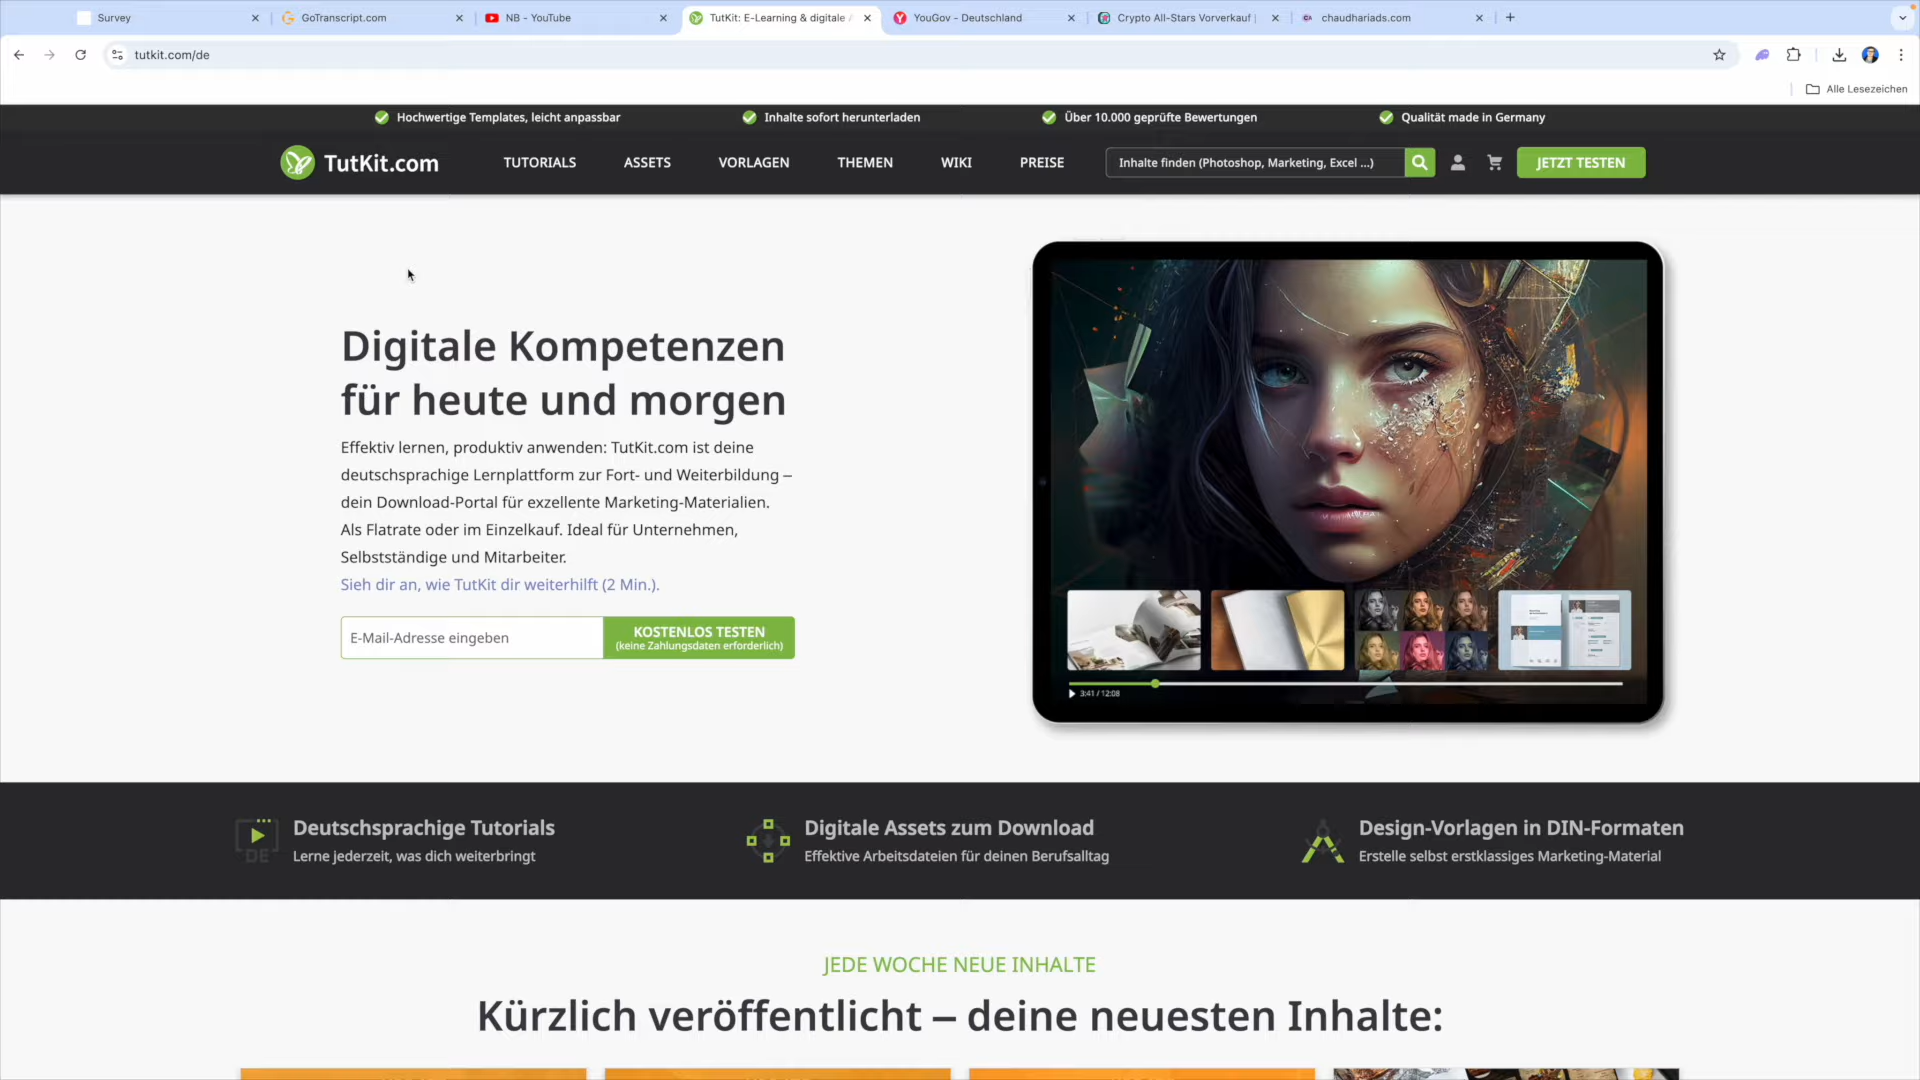 Survey
GoTranscript.com
NB - YouTube
TutKit: E-Learning & digitale
YouGov - Deutschland
Crypto All-Stars Vorverkauf
chaudhariads.com
tutkit.com/de
Alle Lesezeichen
Hochwertige Templates, leicht anpassbar
Inhalte sofort herunterladen
Über 10.000 geprüfte Bewertungen
Qualität made in Germany
TutKit.com
TUTORIALS
ASSETS
VORLAGEN
THEMEN
WIKI
PREISE
Inhalte finden (Photoshop, Marketing, Excel ...)
JETZT TESTEN
Digitale Kompetenzen
für heute und morgen
Effektiv lernen, produktiv anwenden: TutKit.com ist deine
deutschsprachige Lernplattform zur Fort- und Weiterbildung –
dein Download-Portal für exzellente Marketing-Materialien.
Als Flatrate oder im Einzelkauf. Ideal für Unternehmen,
Selbstständige und Mitarbeiter.
Sieh dir an, wie TutKit dir weiterhilft (2 Min.).
E-Mail-Adresse eingeben
KOSTENLOS TESTEN
(keine Zahlungsdaten erforderlich)
3:41 / 12:08
DE
Deutschsprachige Tutorials
Lerne jederzeit, was dich weiterbringt
Digitale Assets zum Download
Effektive Arbeitsdateien für deinen Berufsalltag
Design-Vorlagen in DIN-Formaten
Erstelle selbst erstklassiges Marketing-Material
JEDE WOCHE NEUE INHALTE
Kürzlich veröffentlicht – deine neuesten Inhalte: